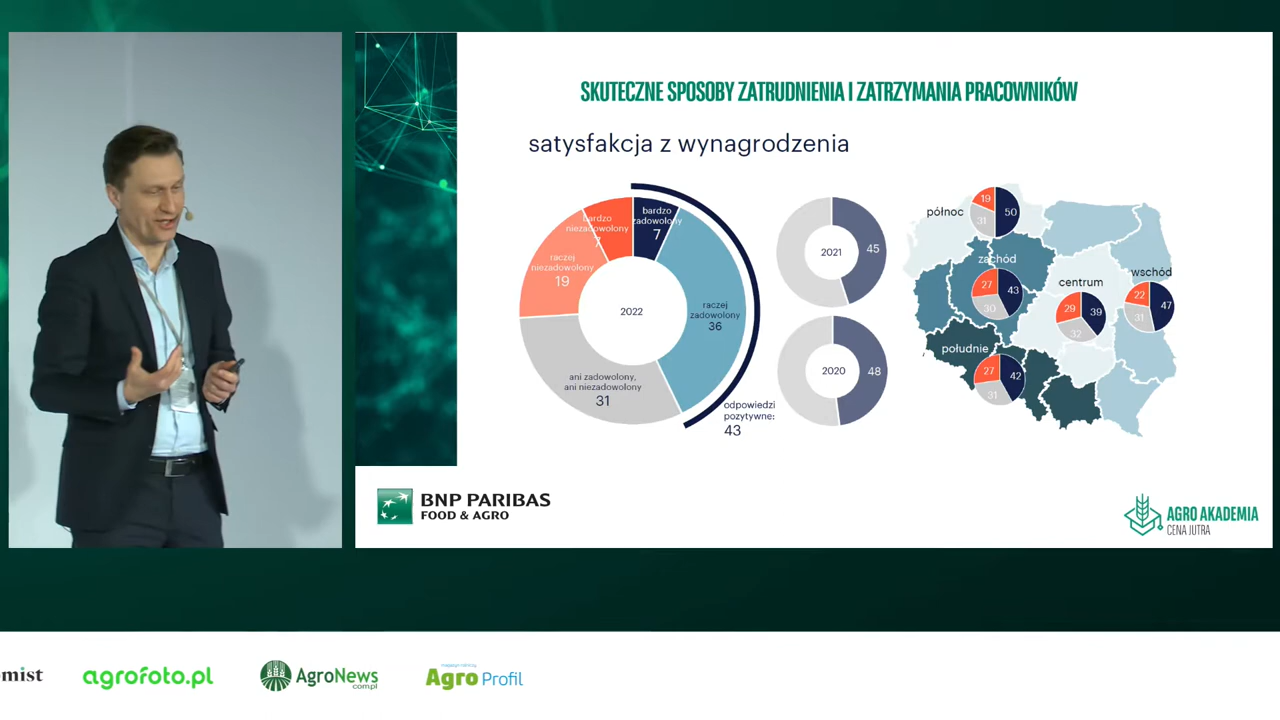 SKUTECZNE SPOSOBY ZATRUDNIENIA I ZATRZYMANIA PRACOWNIKÓW
satysfakcja z wynagrodzenia
bardzo
niezadowolony
7
bardzo
zadowolony
7
raczej
niezadowolony
19
raczej
zadowolony
36
2022
ani zadowolony,
ani niezadowolony
31
odpowiedzi
pozytywne:
43
2021
45
2020
48
północ
19
50
31
zachód
27
43
30
centrum
29
39
32
wschód
22
47
31
południe
27
42
31
BNP PARIBAS
FOOD & AGRO
AGRO AKADEMIA
CENA JUTRA
mist
agrofoto.pl
AgroNews
com.pl
magazyn rolniczy
Agro Profil